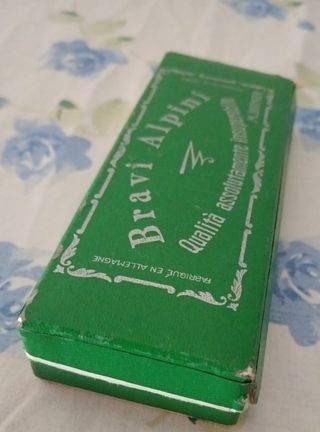 Bravi Alpini
Qualità assolutamente insuperabile
FABRIQUÉ EN ALLEMAGNE